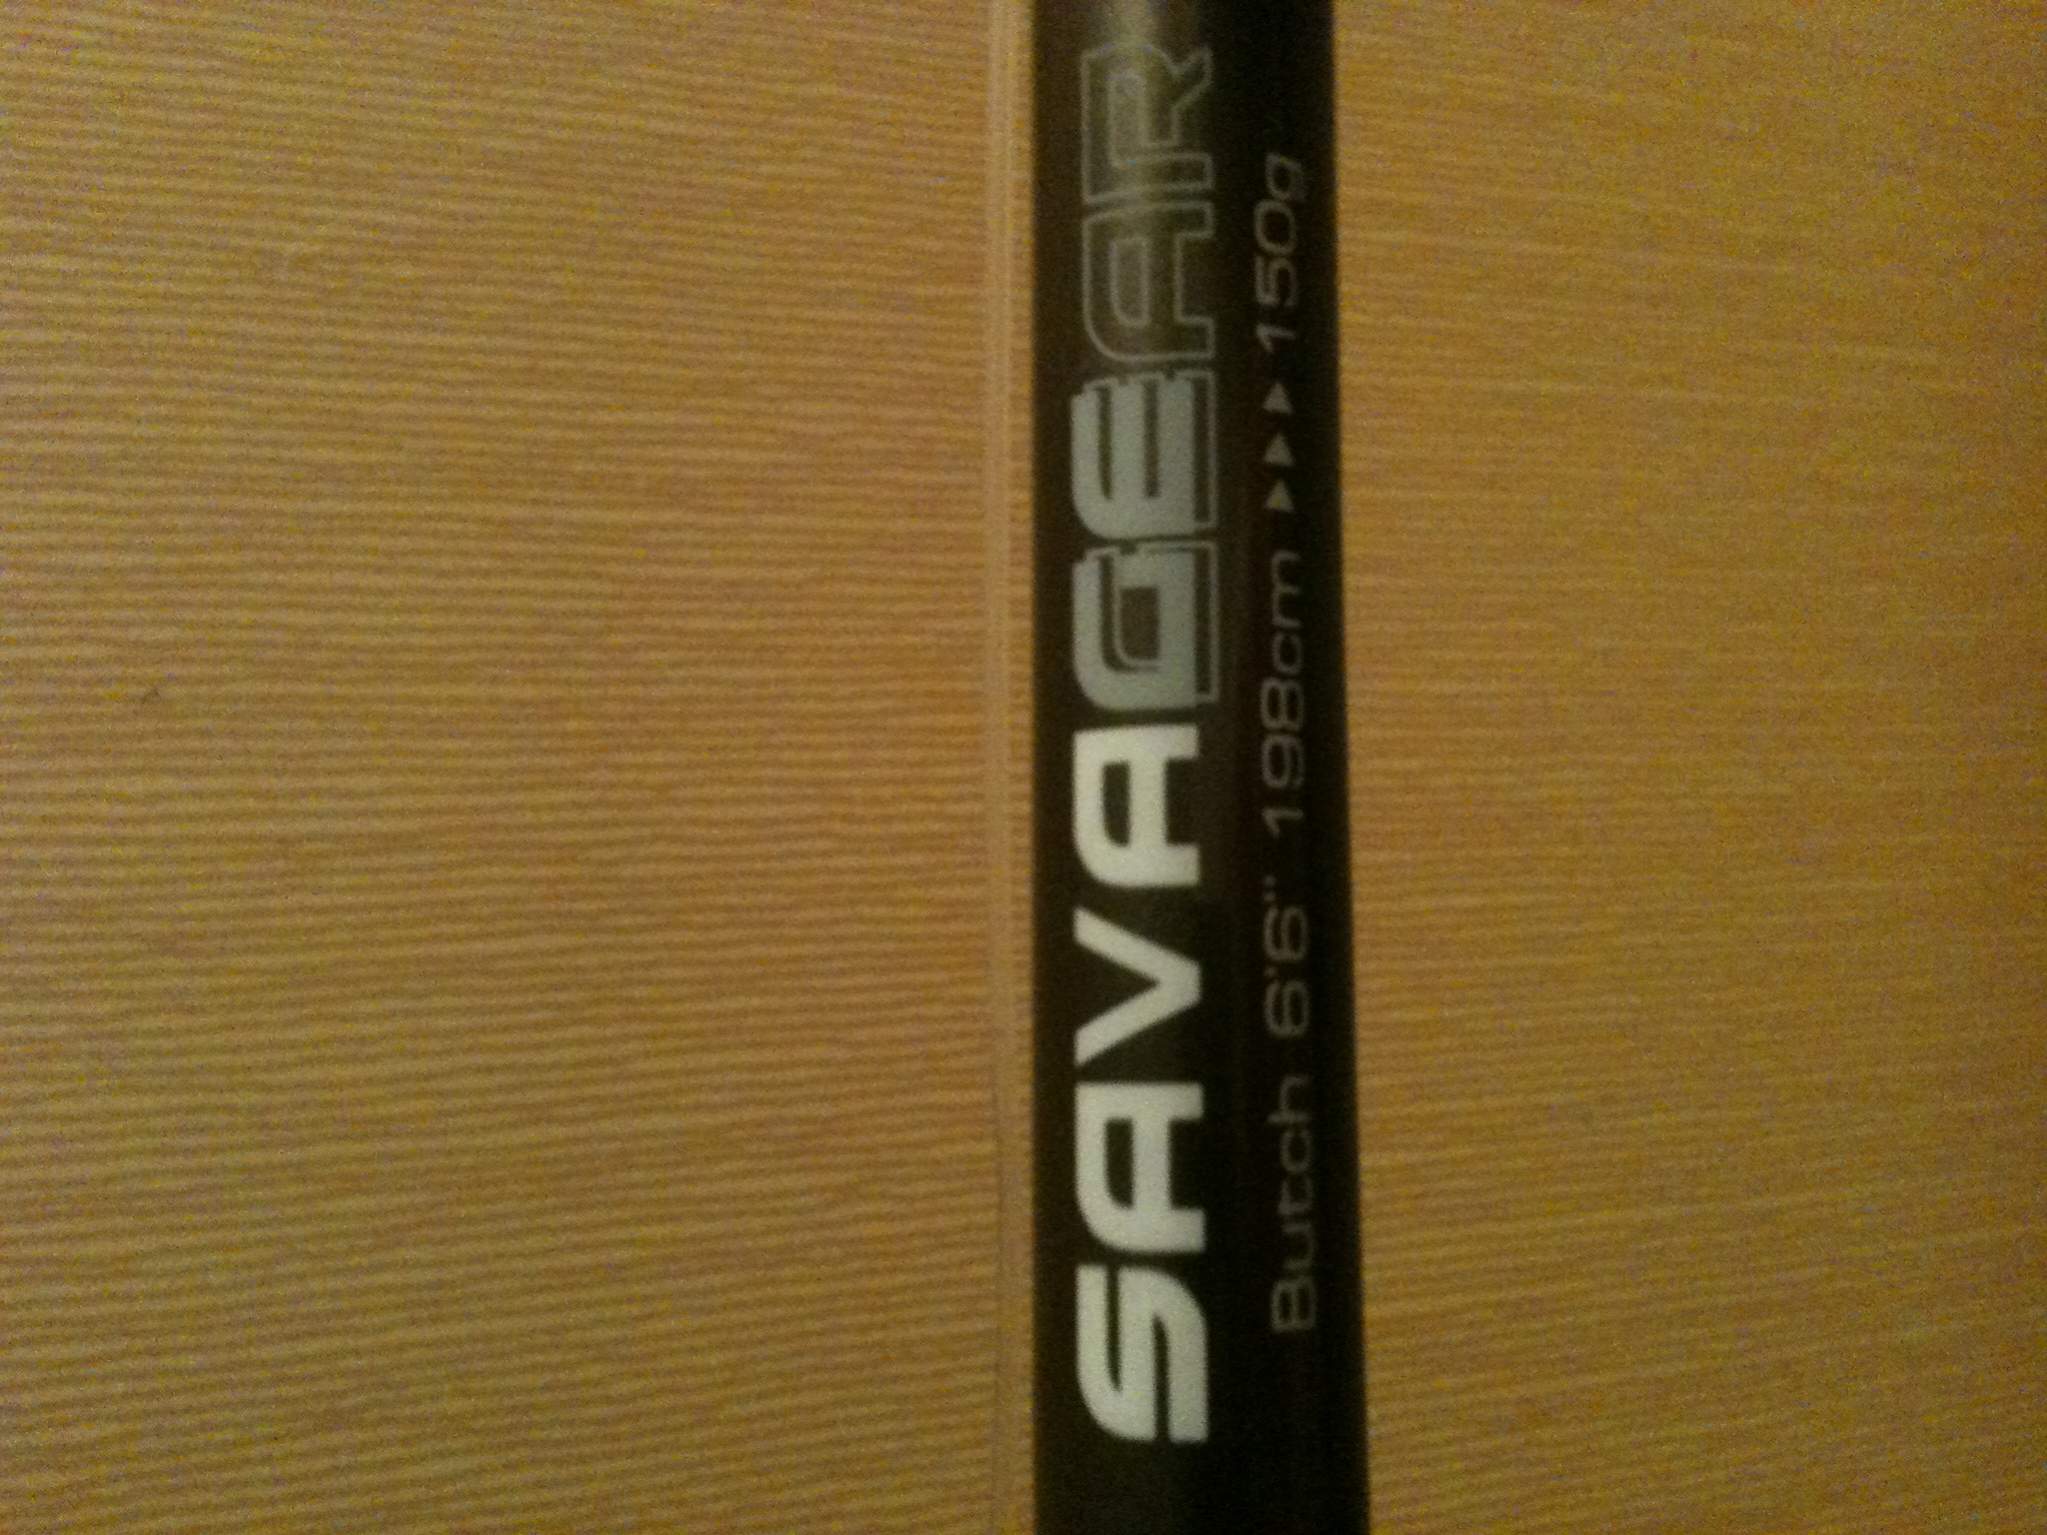 SAVAGEAR
Butch 6'6" 198cm ▶▶▶150g